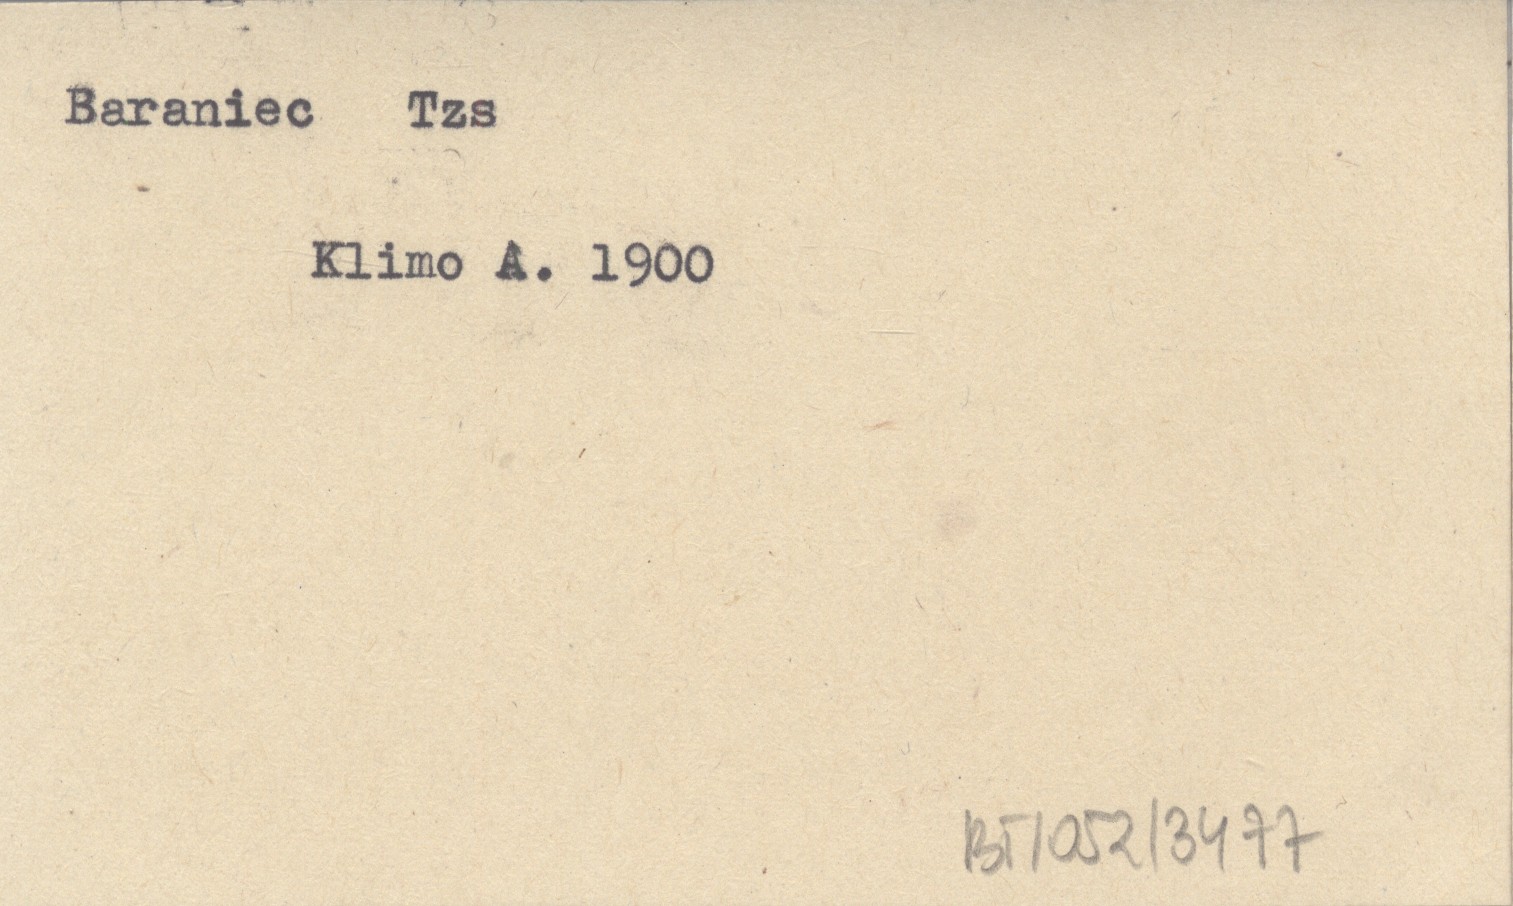 Baraniec Tzs
Klimo A. 1900
BT/052/3477